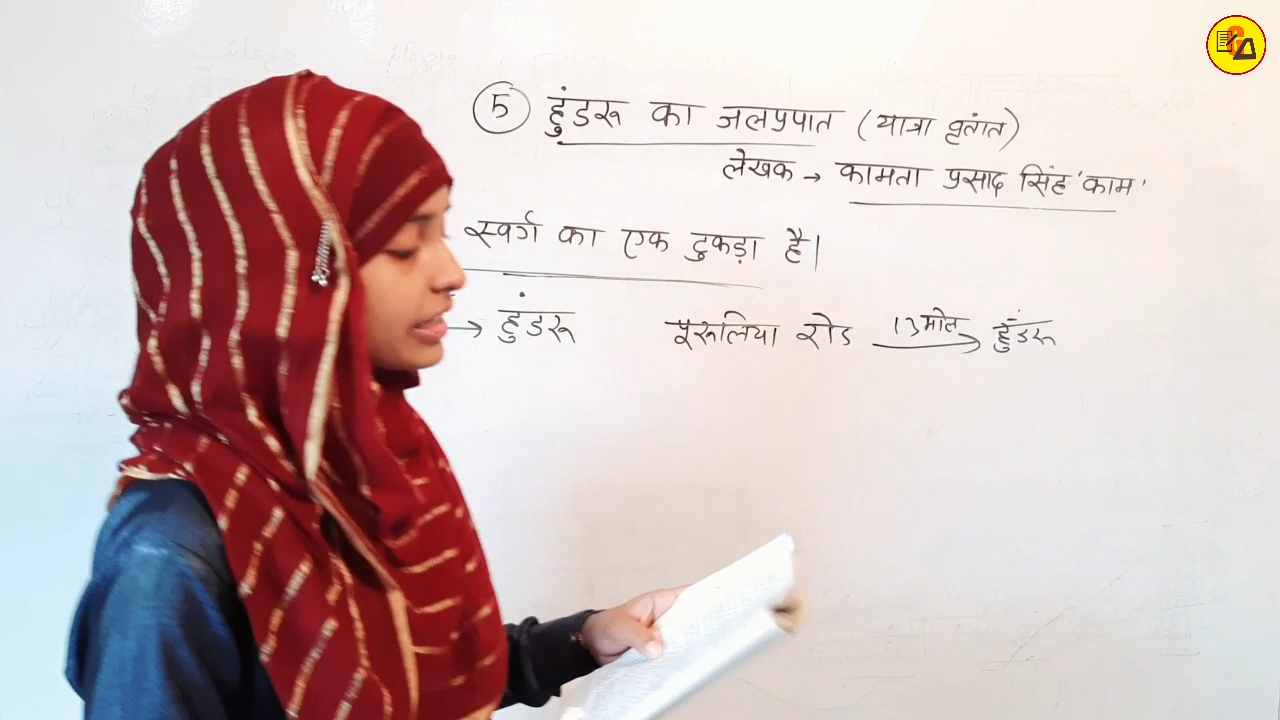 5 हुंडरू का जलप्रपात (यात्रा वृतांत)
लेखक → कामता प्रसाद सिंह 'काम'
स्वर्ग का एक टुकड़ा है।
→ हुंडरू पुरूलिया रोड 13 मील → हुंडरू